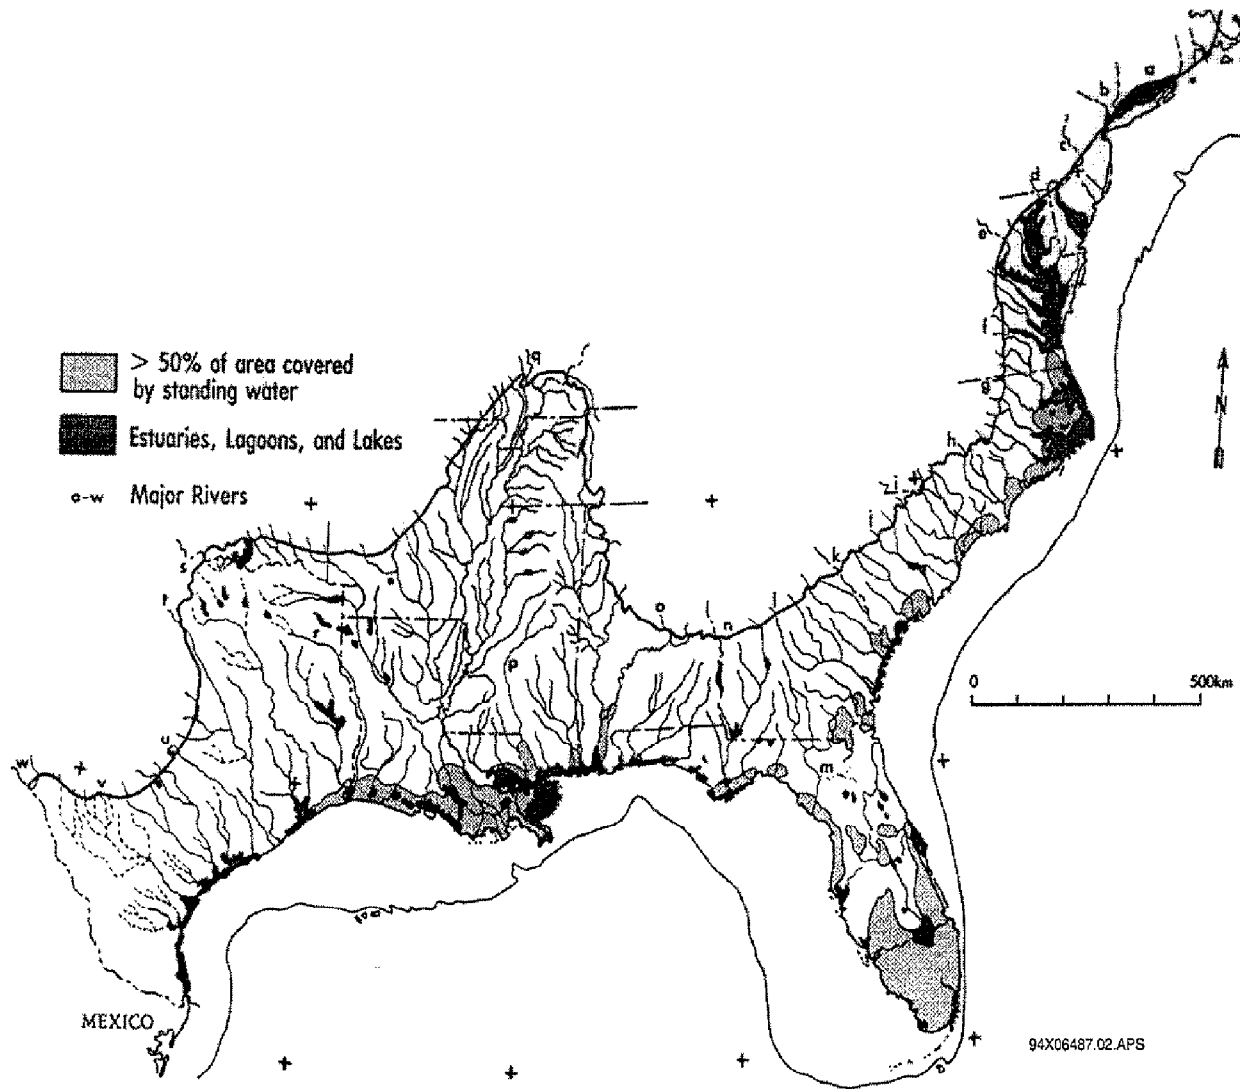 > 50% of area covered
by standing water
Estuaries, Lagoons, and Lakes
a-w Major Rivers
a
b
c
d
e
f
g
h
i
j
k
l
m
n
o
p
q
r
s
t
u
v
w
N
0 500km
MEXICO
94X06487.02.APS